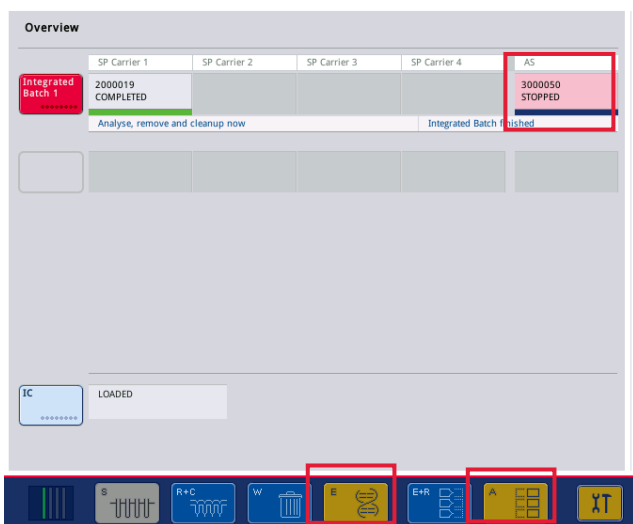 Overview
SP Carrier 1 SP Carrier 2 SP Carrier 3 SP Carrier 4 AS
Integrated
Batch 1
2000019
COMPLETED
3000050
STOPPED
Analyse, remove and cleanup now Integrated Batch finished
IC
LOADED
S R+C W E E+R A